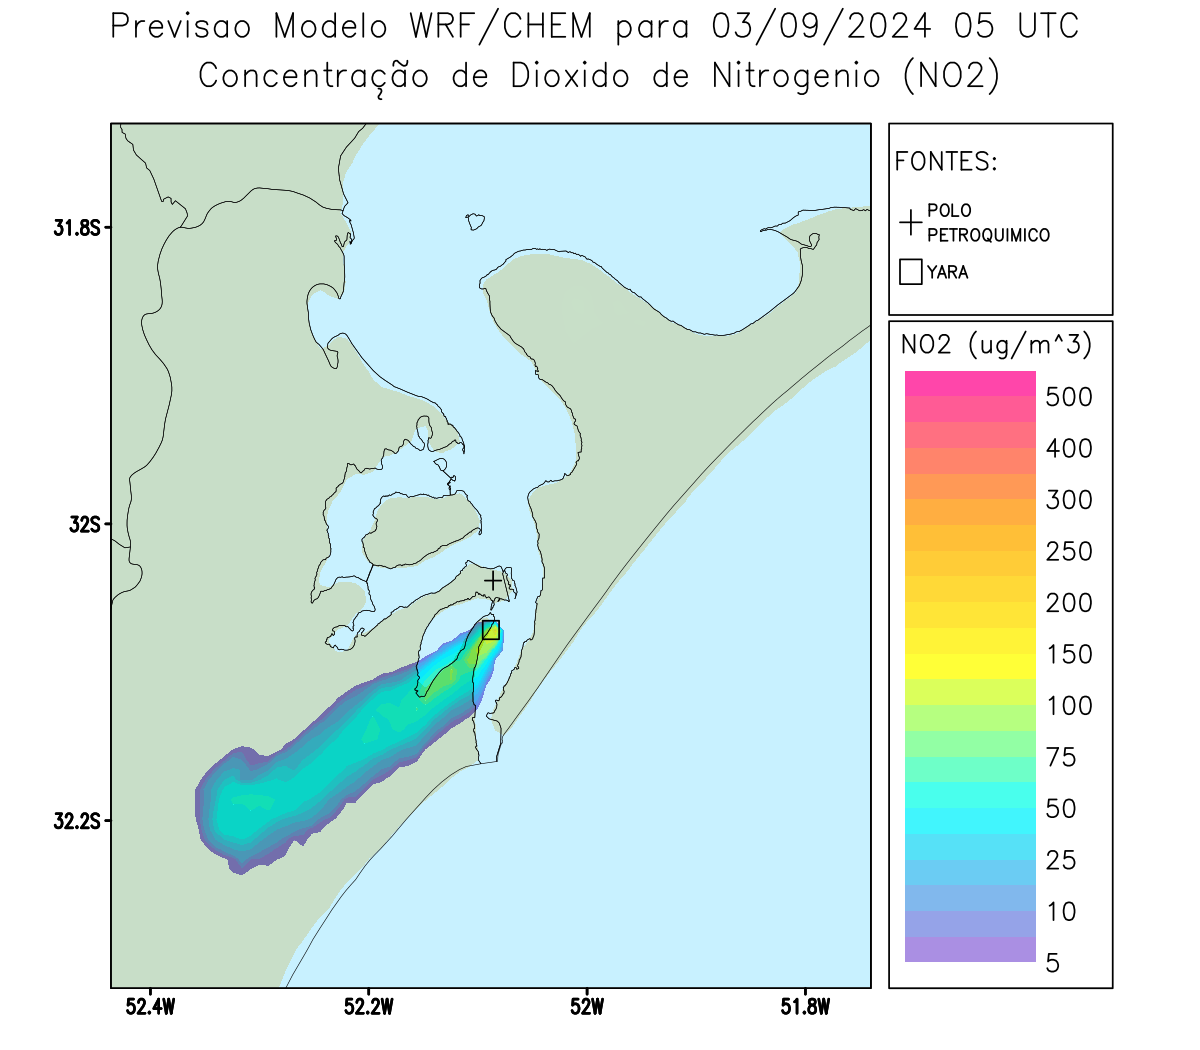 Previsao Modelo WRF/CHEM para 03/09/2024 05 UTC
Concentração de Dioxido de Nitrogenio (NO2)
31.8S
32S
32.2S
52.4W
52.2W
52W
51.8W
FONTES:
POLO
PETROQUIMICO
YARA
NO2 (ug/m^3)
500
400
300
250
200
150
100
75
50
25
10
5